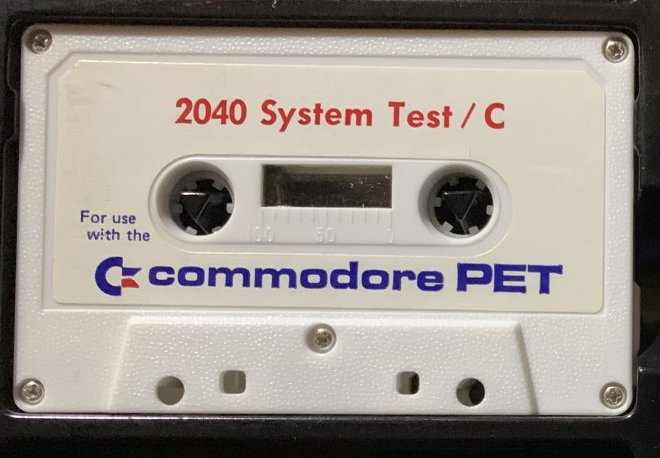 2040 System Test / C
100 50 0
For use
with the
commodore PET